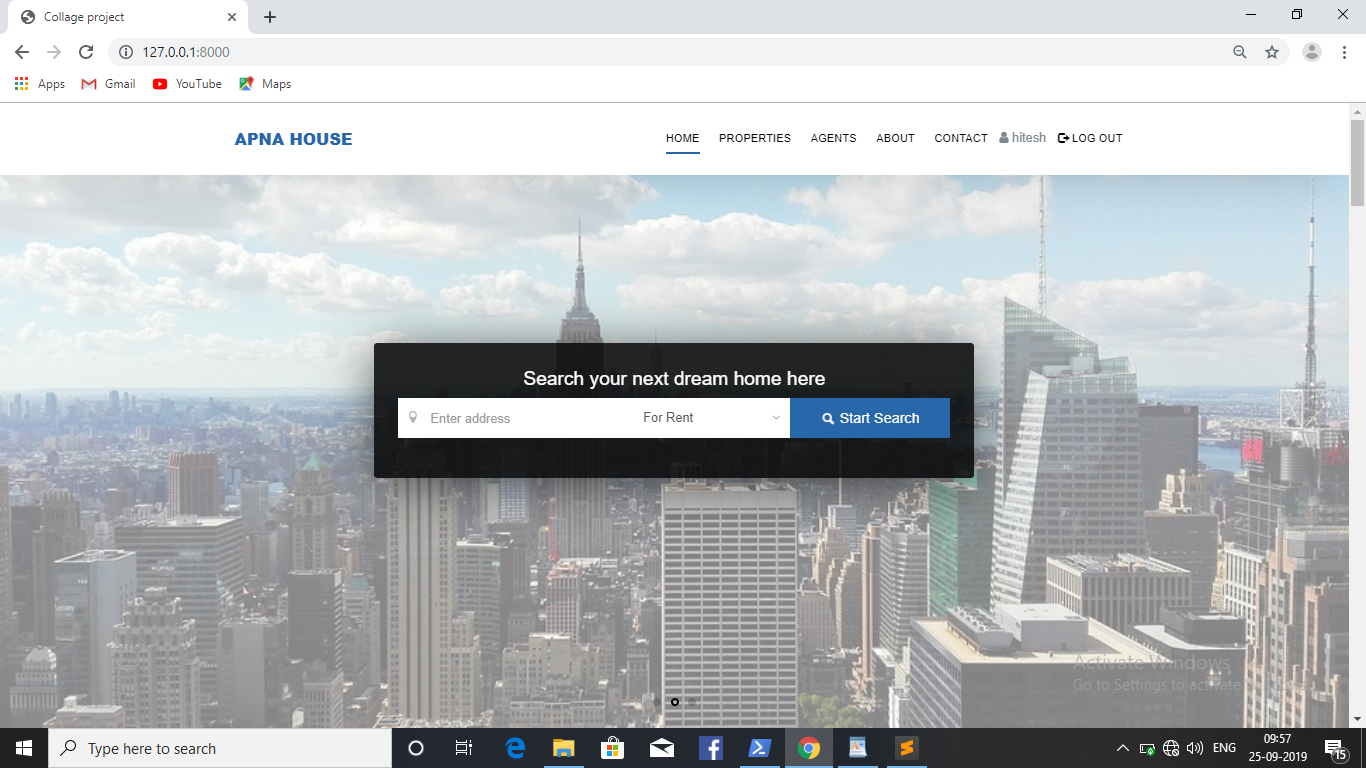 Collage project
127.0.0.1:8000
Apps Gmail YouTube Maps
APNA HOUSE
HOME PROPERTIES AGENTS ABOUT CONTACT hitesh LOG OUT
Search your next dream home here
Enter address For Rent Start Search
Activate Windows
Go to Settings to activate
Type here to search
ENG
09:57
25-09-2019
15